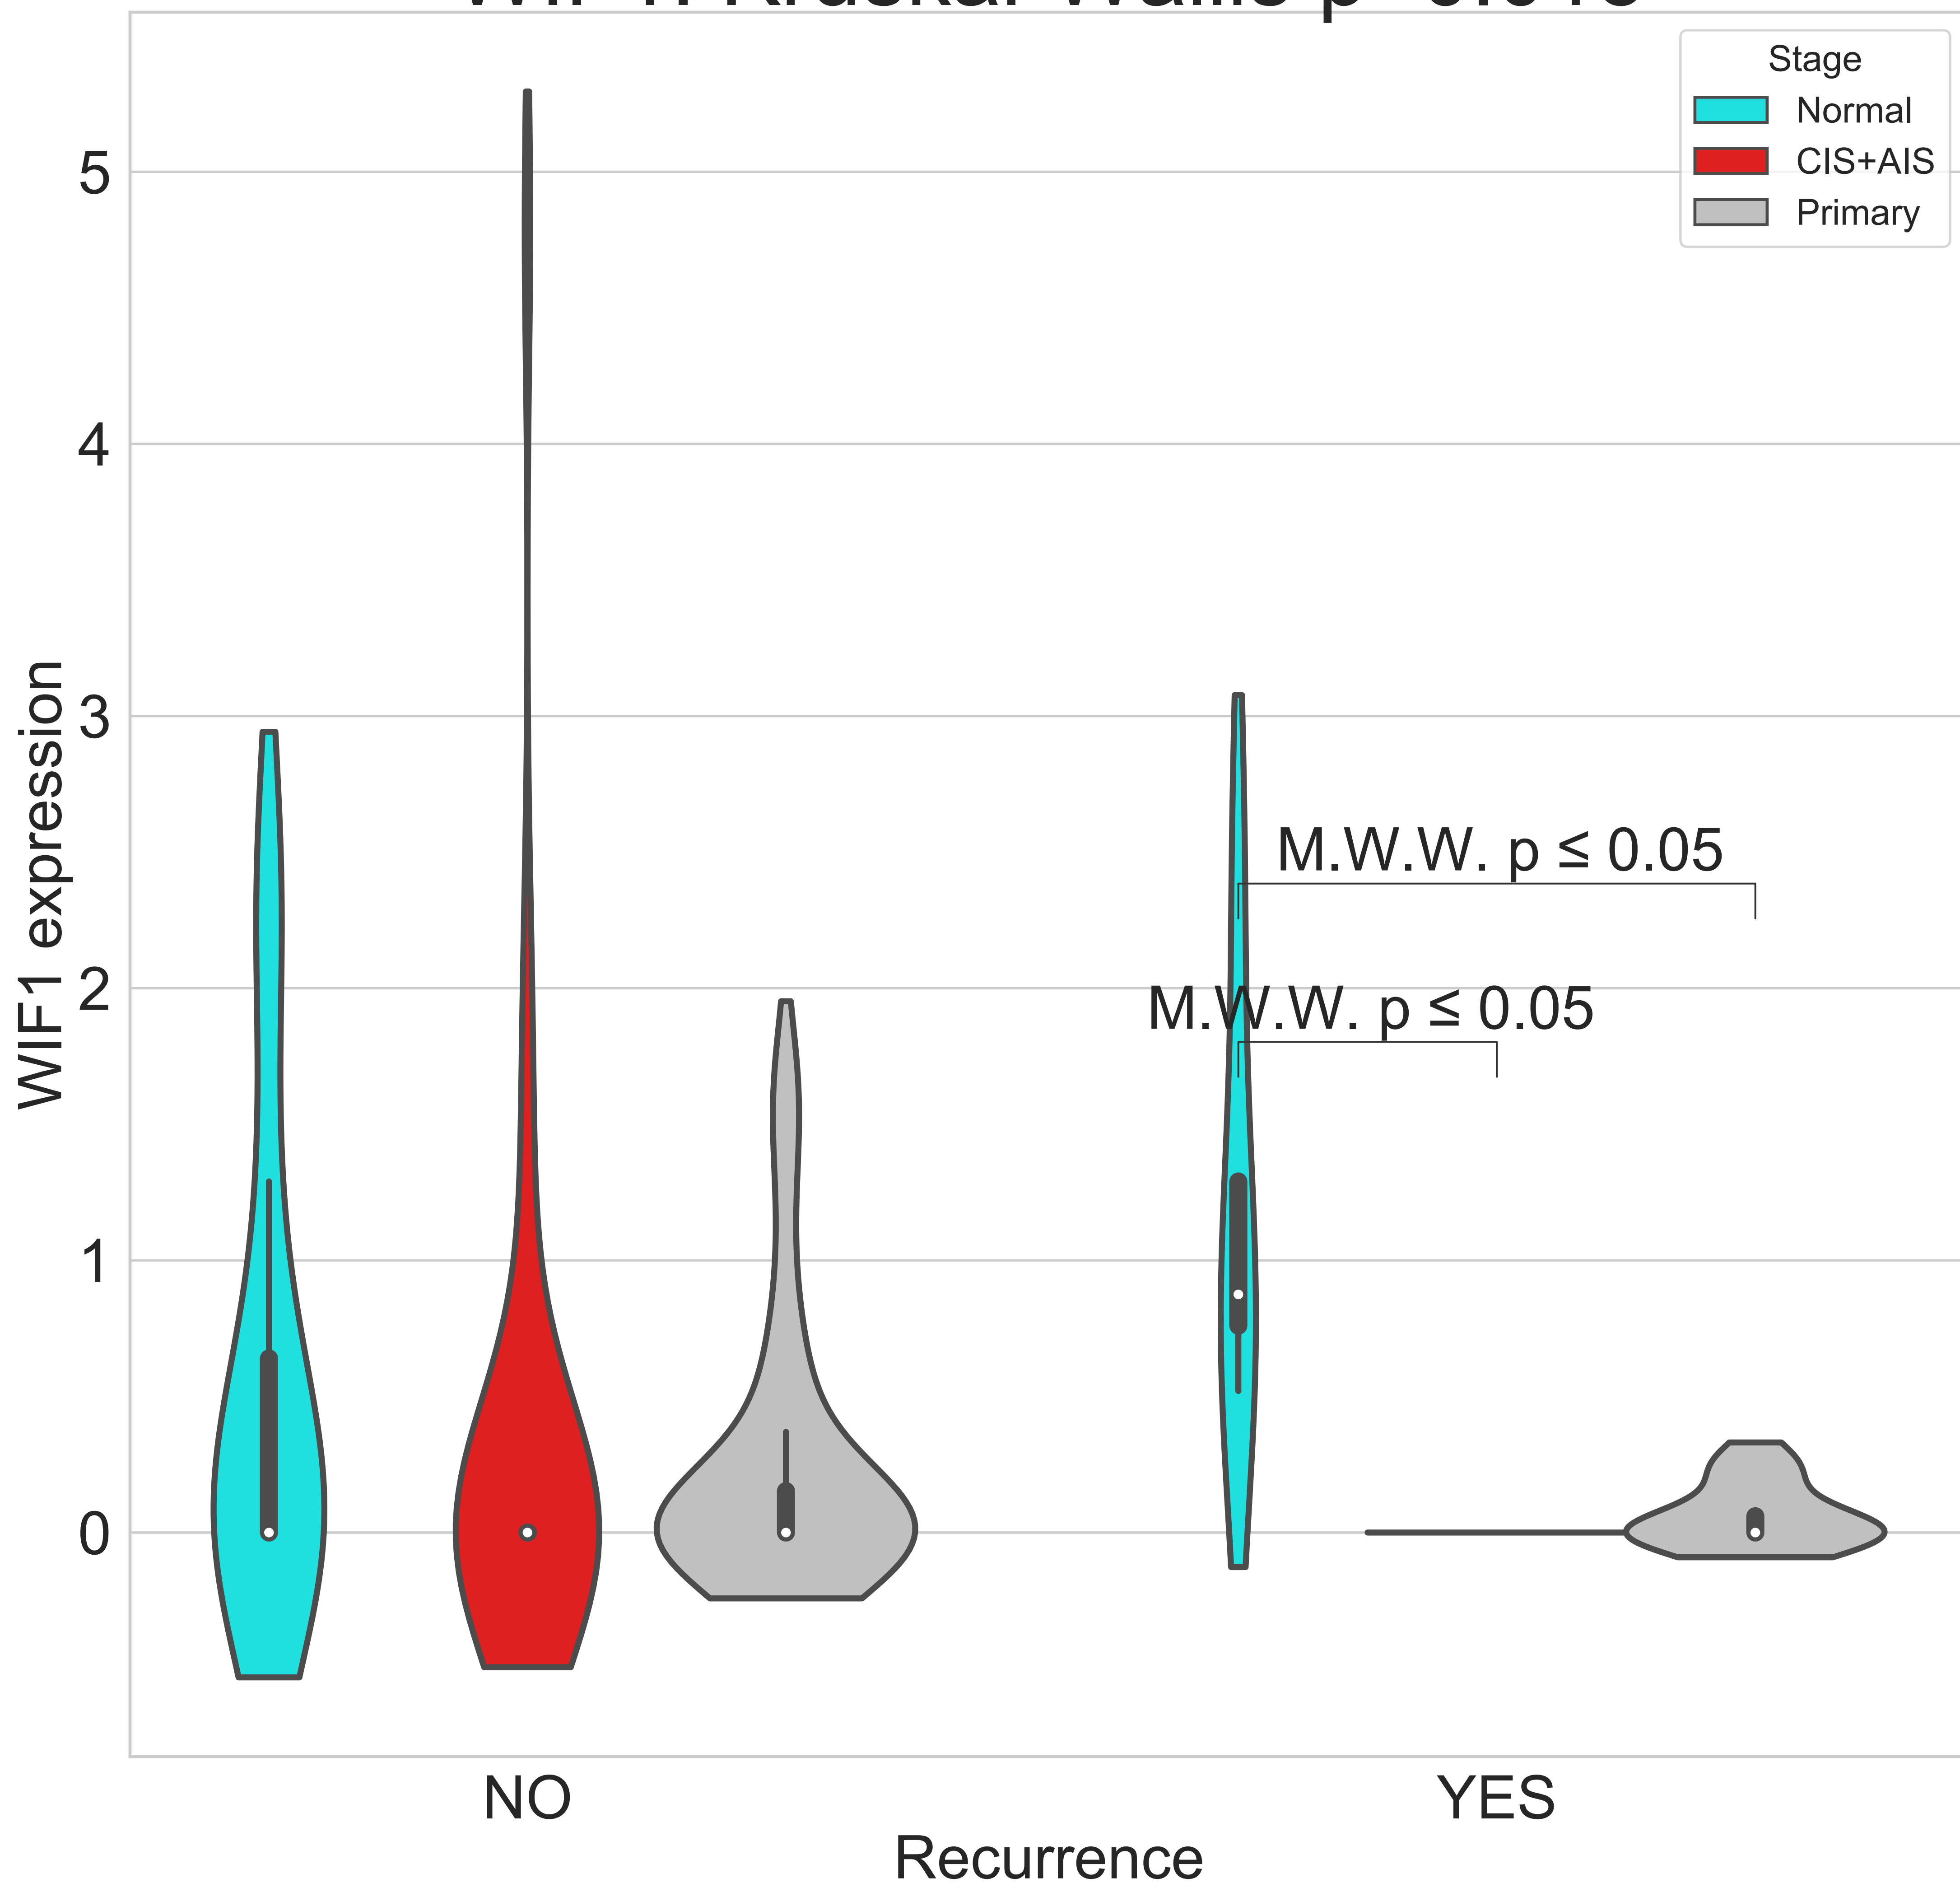 Stage
Normal
CIS+AIS
Primary
5
4
3
2
1
0
WIF1 expression
M.W.W. p ≤ 0.05
M.W.W. p ≤ 0.05
NO
YES
Recurrence